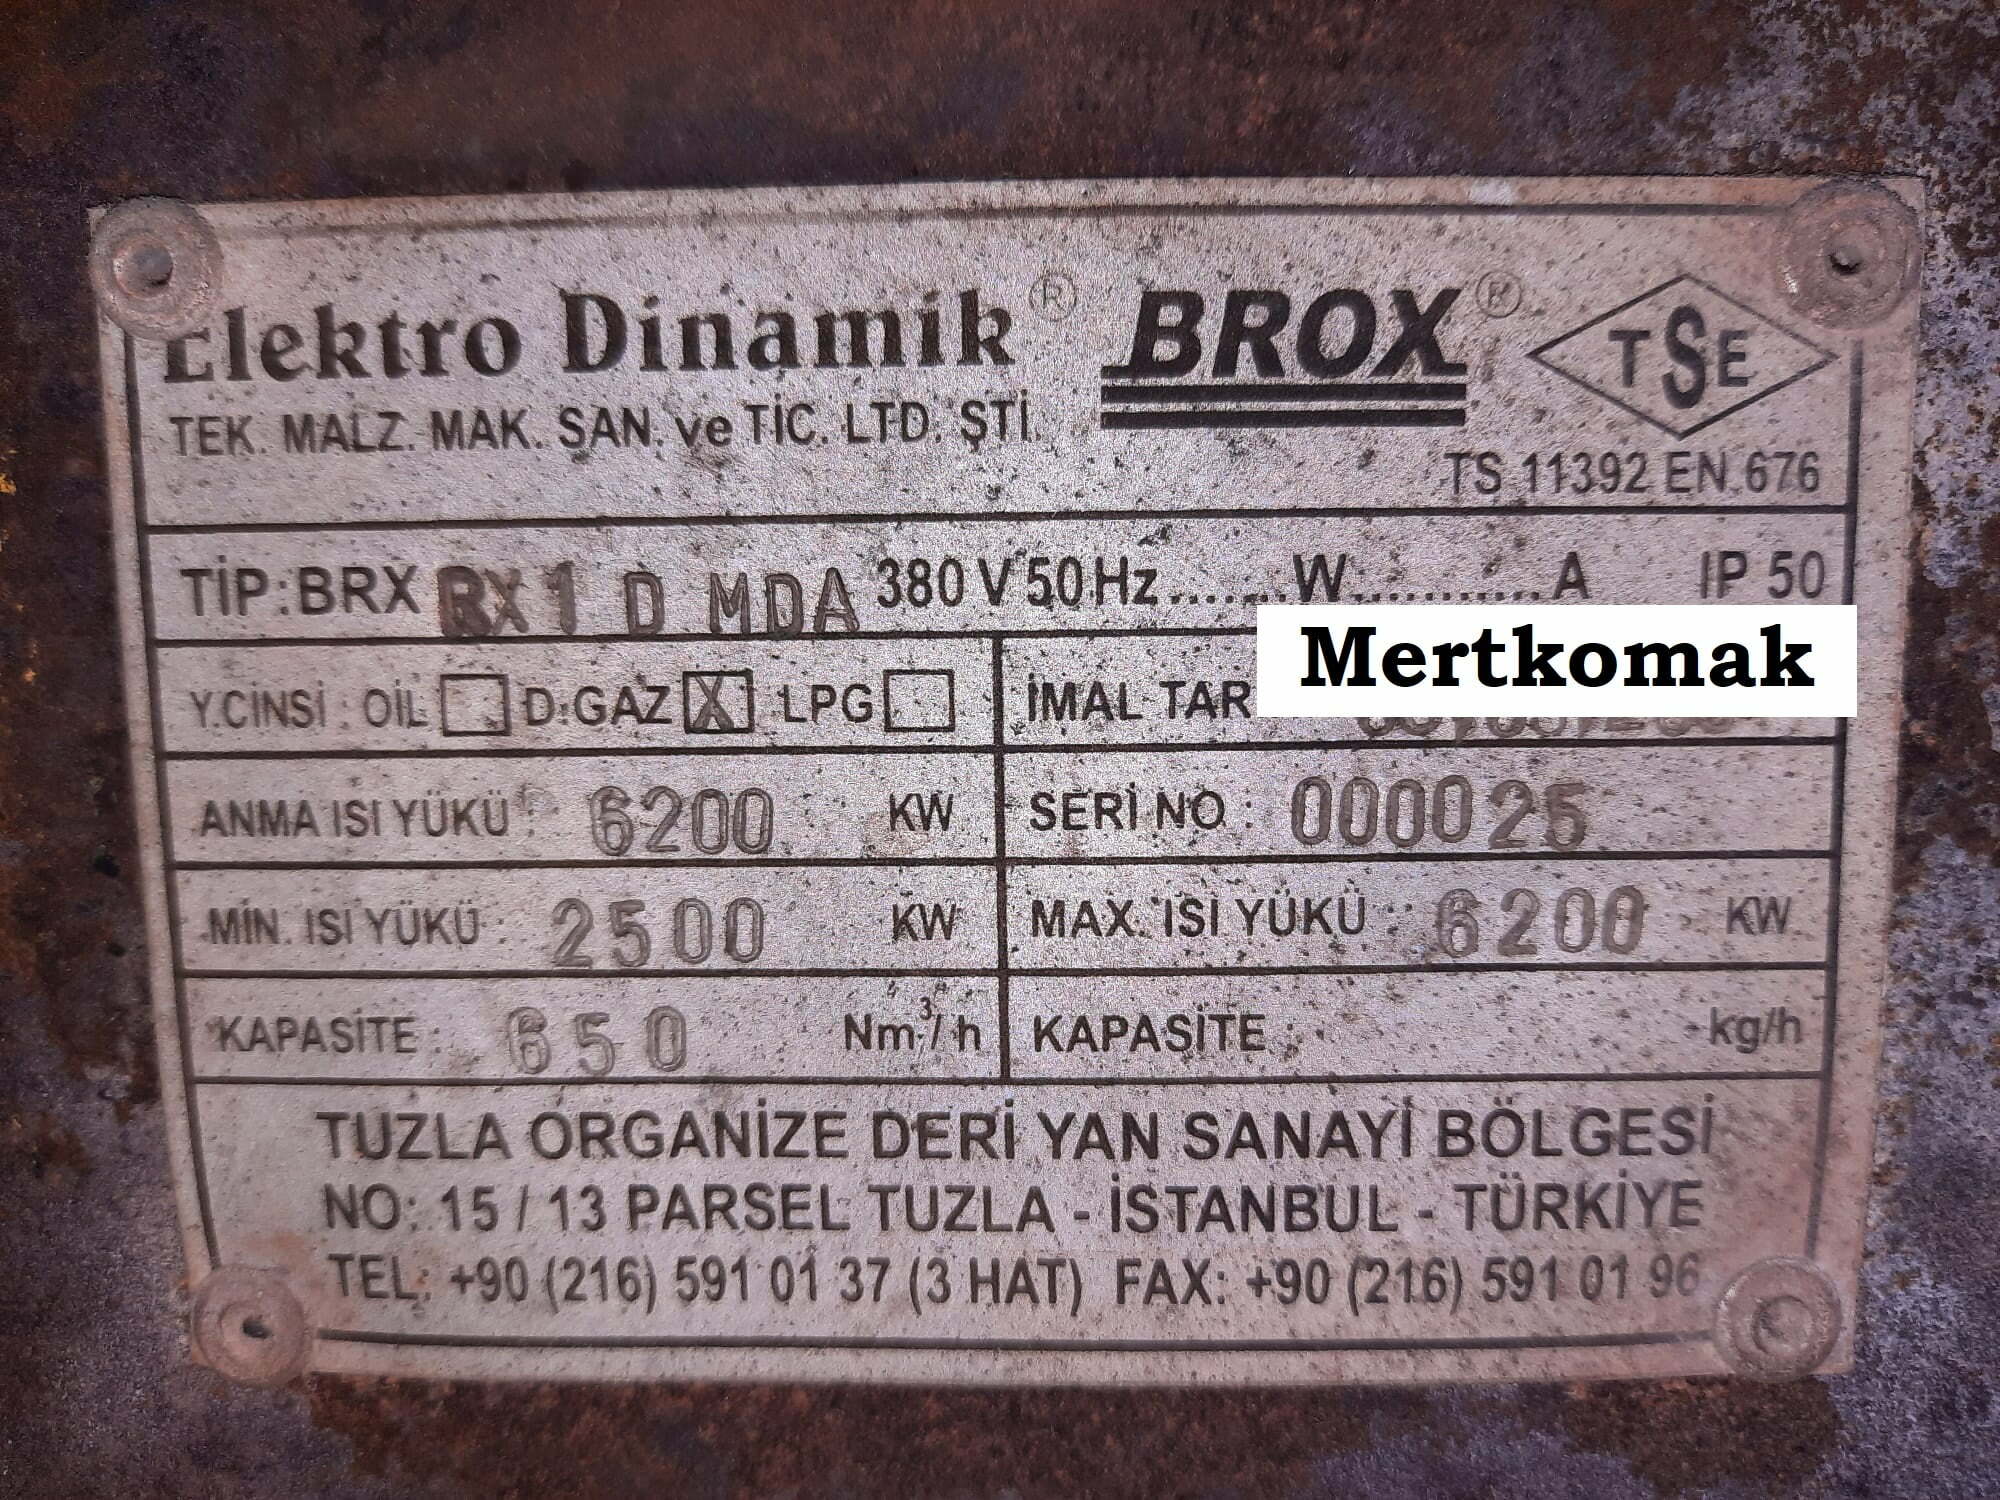 Elektro Dinamik ® BROX ® TSE
TEK. MALZ. MAK. SAN. ve TİC. LTD. ŞTİ.
TS 11392 EN 676
TİP: BRX RX1 D MDA 380 V 50 Hz.......W...........A IP 50
Mertkomak
Y.CİNSİ : OİL D.GAZ X LPG İMAL TAR
ANMA ISI YÜKÜ : 6200 KW SERİ NO : 000025
MİN. ISI YÜKÜ : 2500 KW MAX. ISI YÜKÜ : 6200 KW
KAPASİTE : 650 Nm³/h KAPASİTE : kg/h
TUZLA ORGANİZE DERİ YAN SANAYİ BÖLGESİ
NO: 15 / 13 PARSEL TUZLA - İSTANBUL - TÜRKİYE
TEL: +90 (216) 591 01 37 (3 HAT) FAX: +90 (216) 591 01 96